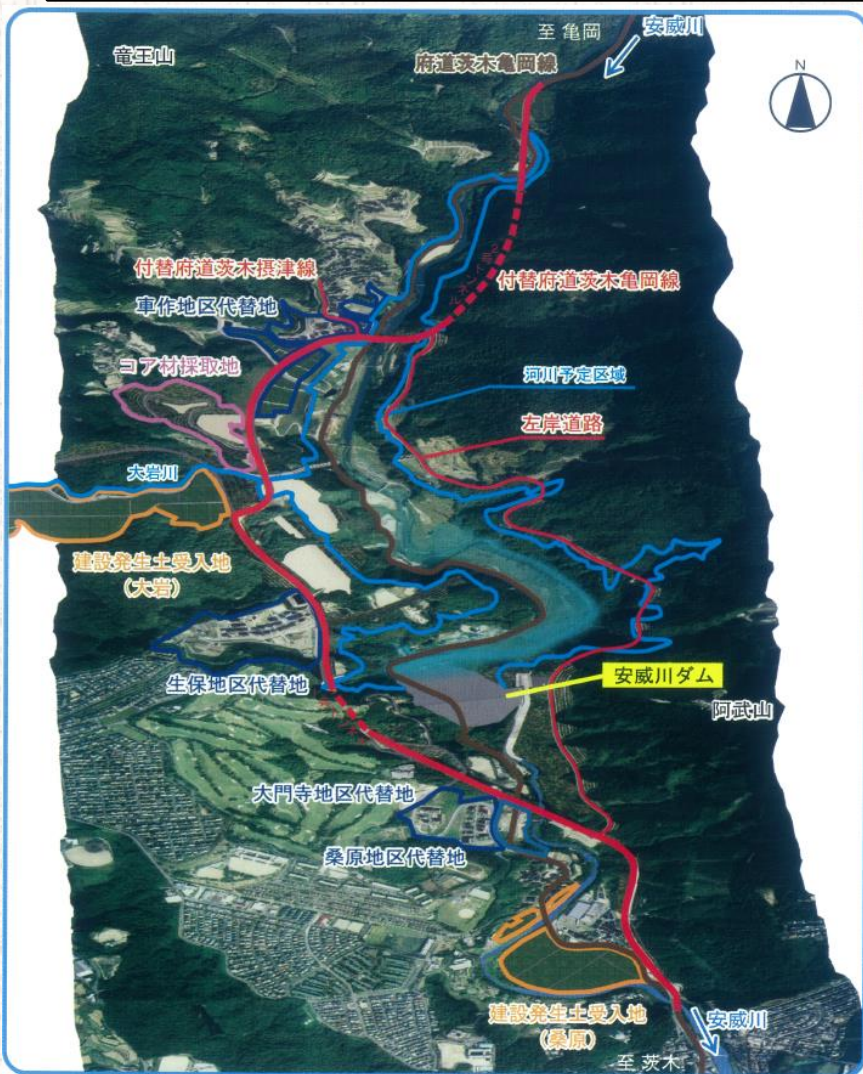 至 亀岡
安威川
竜王山
府道茨木亀岡線
N
2号トンネル
付替府道茨木摂津線
付替府道茨木亀岡線
車作地区代替地
コア材採取地
河川予定区域
左岸道路
大岩川
建設発生土受入地
(大岩)
生保地区代替地
安威川ダム
阿武山
大門寺地区代替地
桑原地区代替地
建設発生土受入地
(桑原)
安威川
至 茨木